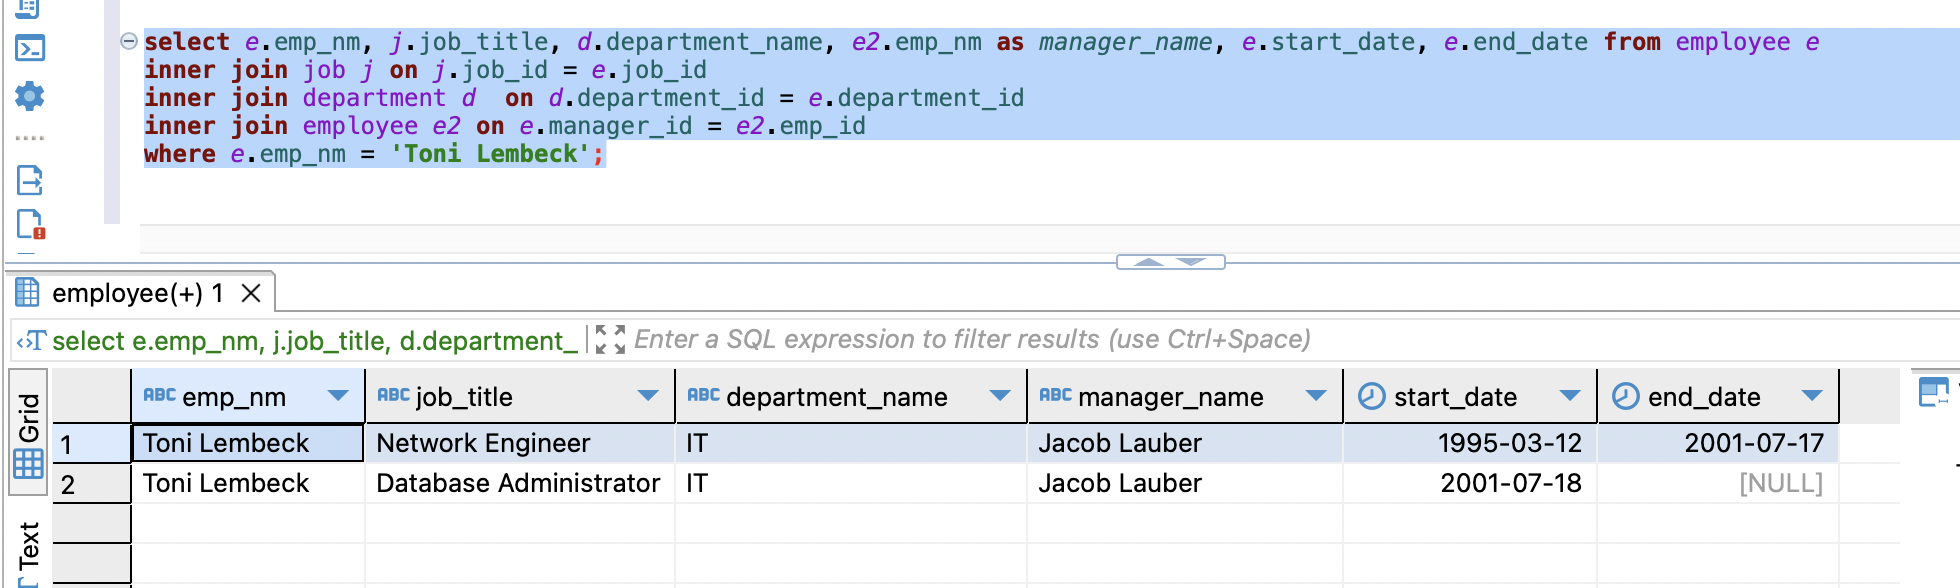 select e.emp_nm, j.job_title, d.department_name, e2.emp_nm as manager_name, e.start_date, e.end_date from employee e
inner join job j on j.job_id = e.job_id
inner join department d  on d.department_id = e.department_id
inner join employee e2 on e.manager_id = e2.emp_id
where e.emp_nm = 'Toni Lembeck';
employee(+) 1
select e.emp_nm, j.job_title, d.department_ Enter a SQL expression to filter results (use Ctrl+Space)
Grid
ABC emp_nm ABC job_title ABC department_name ABC manager_name start_date end_date
1 Toni Lembeck Network Engineer IT Jacob Lauber 1995-03-12 2001-07-17
2 Toni Lembeck Database Administrator IT Jacob Lauber 2001-07-18 [NULL]
Text